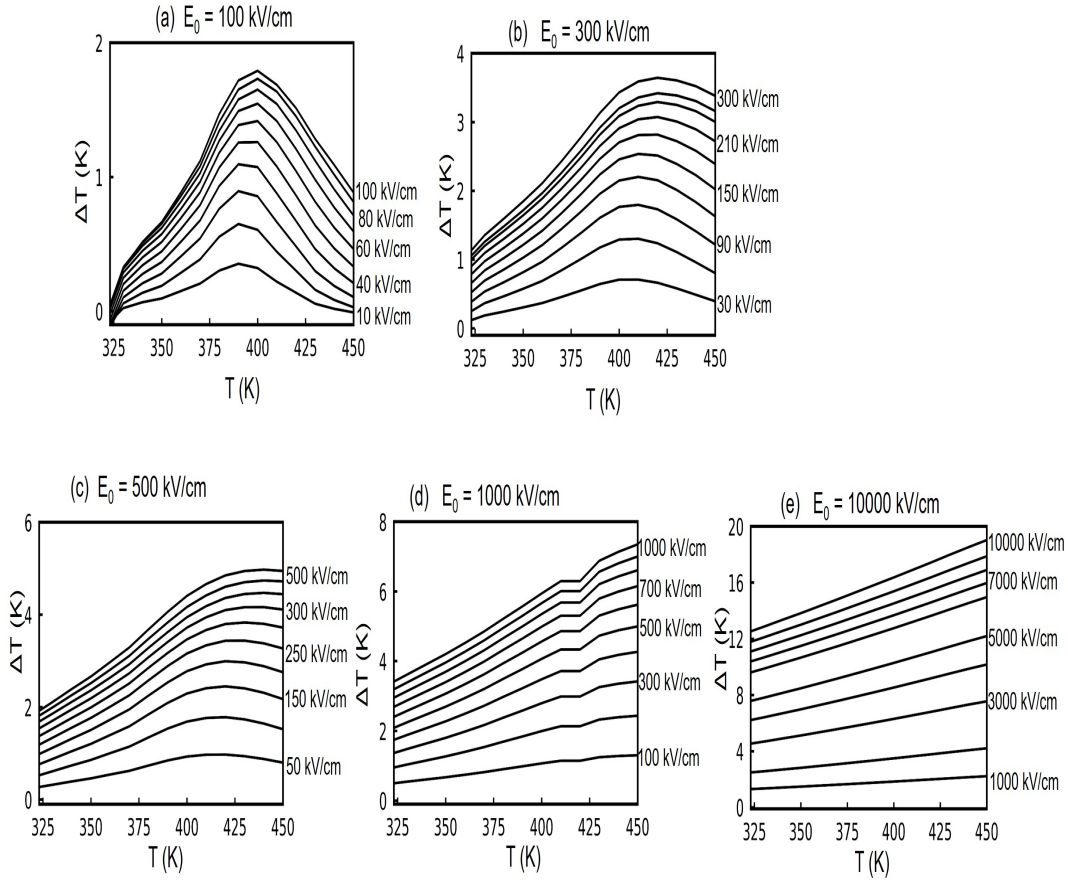 (a) E₀ = 100 kV/cm
2
1
0
ΔT (K)
100 kV/cm
80 kV/cm
60 kV/cm
40 kV/cm
10 kV/cm
325 350 375 400 425 450
T (K)
(b) E₀ = 300 kV/cm
4
3
2
1
0
ΔT (K)
300 kV/cm
210 kV/cm
150 kV/cm
90 kV/cm
30 kV/cm
325 350 375 400 425 450
T (K)
(c) E₀ = 500 kV/cm
6
4
2
0
ΔT (K)
500 kV/cm
300 kV/cm
250 kV/cm
150 kV/cm
50 kV/cm
325 350 375 400 425 450
T (K)
(d) E₀ = 1000 kV/cm
8
6
4
2
0
ΔT (K)
1000 kV/cm
700 kV/cm
500 kV/cm
300 kV/cm
100 kV/cm
325 350 375 400 425 450
T (K)
(e) E₀ = 10000 kV/cm
20
16
12
8
4
0
ΔT (K)
10000 kV/cm
7000 kV/cm
5000 kV/cm
3000 kV/cm
1000 kV/cm
325 350 375 400 425 450
T (K)